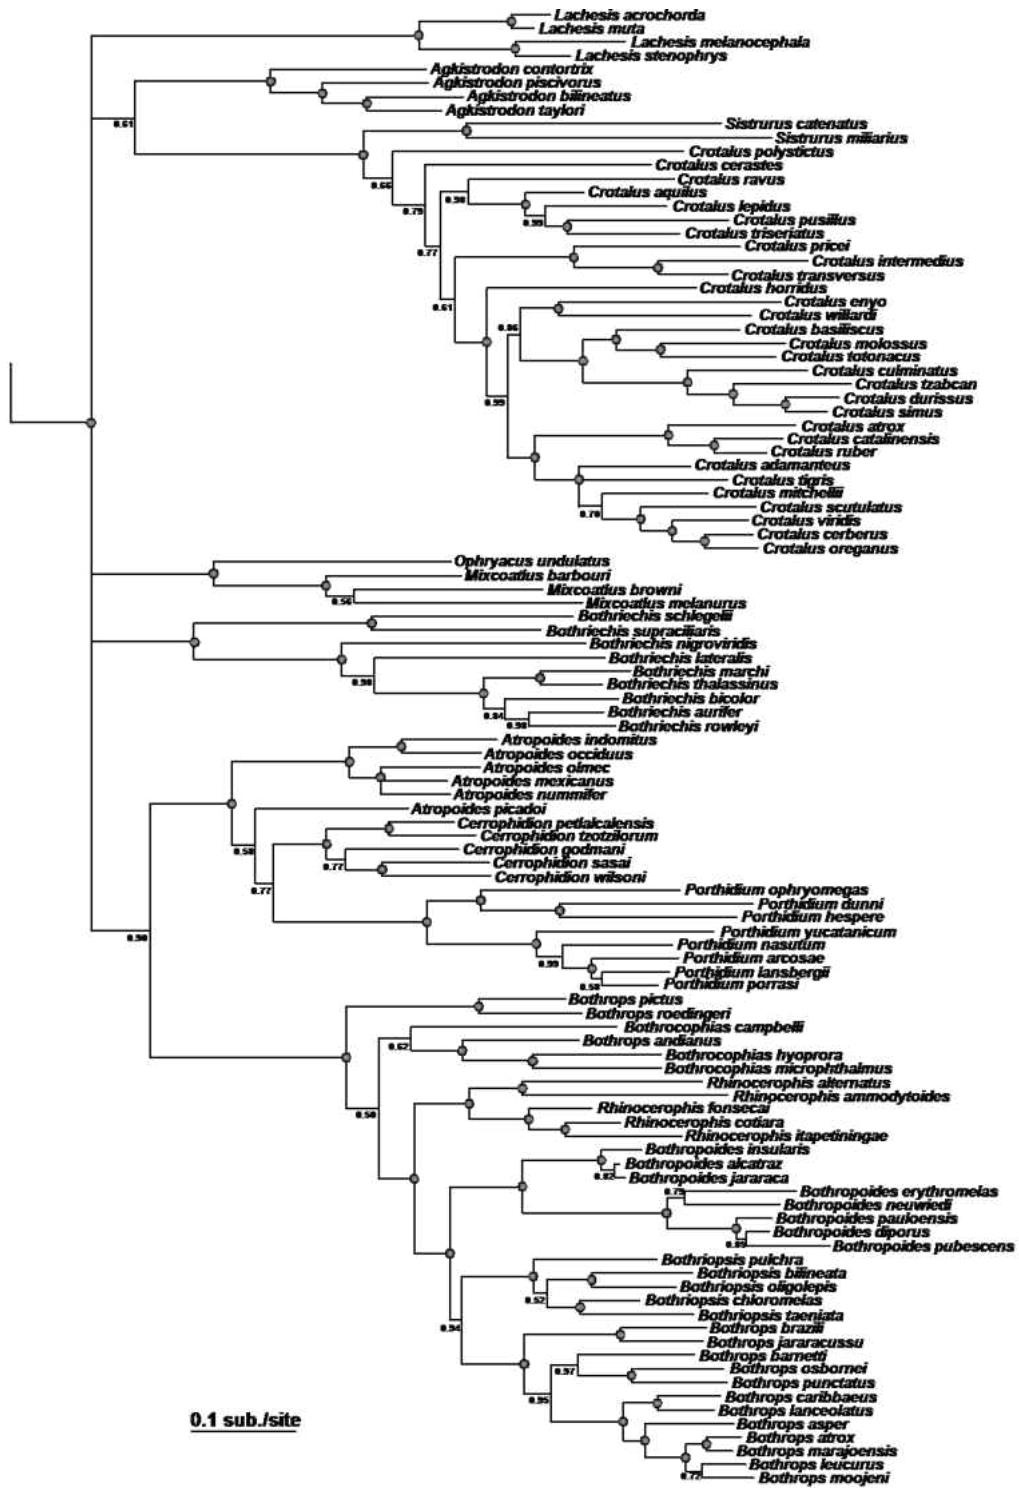 Lachesis acrochorda
Lachesis muta
Lachesis melanocephala
Lachesis stenophrys
Agkistrodon contortrix
Agkistrodon piscivorus
Agkistrodon bilineatus
Agkistrodon taylori
0.61
Sistrurus catenatus
Sistrurus miliarius
Crotalus polystictus
Crotalus cerastes
Crotalus ravus
0.66
Crotalus aquilus
0.98
Crotalus lepidus
0.79
Crotalus pusillus
0.99
Crotalus triseriatus
Crotalus pricei
0.77
Crotalus intermedius
Crotalus transversus
Crotalus horridus
Crotalus enyo
0.61
Crotalus willardi
0.86
Crotalus basiliscus
Crotalus molossus
Crotalus totonacus
Crotalus culminatus
Crotalus tzabcan
Crotalus durissus
0.99
Crotalus simus
Crotalus atrox
Crotalus catalinensis
Crotalus ruber
Crotalus adamanteus
Crotalus tigris
Crotalus mitchellii
Crotalus scutulatus
0.70
Crotalus viridis
Crotalus cerberus
Crotalus oreganus
Ophryacus undulatus
Mixcoatlus barbouri
Mixcoatlus browni
0.56
Mixcoatlus melanurus
Bothriechis schlegelii
Bothriechis supraciliaris
Bothriechis nigroviridis
Bothriechis lateralis
Bothriechis marchi
0.98
Bothriechis thalassinus
Bothriechis bicolor
0.84
Bothriechis aurifer
0.98
Bothriechis rowleyi
Atropoides indomitus
Atropoides occiduus
Atropoides olmec
Atropoides mexicanus
Atropoides nummifer
Atropoides picadoi
Cerrophidion petlalcalensis
Cerrophidion tzotzilorum
0.58
Cerrophidion godmani
0.77
Cerrophidion sasai
Cerrophidion wilsoni
0.77
Porthidium ophryomegas
Porthidium dunni
Porthidium hespere
Porthidium yucatanicum
0.90
Porthidium nasutum
Porthidium arcosae
0.99
Porthidium lansbergii
0.58
Porthidium porrasi
Bothrops pictus
Bothrops roedingeri
Bothrocophias campbelli
Bothrops andianus
0.62
Bothrocophias hyoprora
Bothrocophias microphthalmus
Rhinocerophis alternatus
Rhinocerophis ammodytoides
Rhinocerophis fonsecai
0.50
Rhinocerophis cotiara
Rhinocerophis itapetiningae
Bothropoides insularis
Bothropoides alcatraz
0.82
Bothropoides jararaca
0.75
Bothropoides erythromelas
Bothropoides neuwiedi
Bothropoides pauloensis
Bothropoides diporus
0.89
Bothropoides pubescens
Bothriopsis pulchra
Bothriopsis bilineata
Bothriopsis oligolepis
0.52
Bothriopsis chloromelas
Bothriopsis taeniata
0.94
Bothrops brazili
Bothrops jararacussu
Bothrops barnetti
0.97
Bothrops osbornei
Bothrops punctatus
0.95
Bothrops caribbaeus
Bothrops lanceolatus
0.1 sub./site
Bothrops asper
Bothrops atrox
Bothrops marajoensis
Bothrops leucurus
0.72
Bothrops moojeni